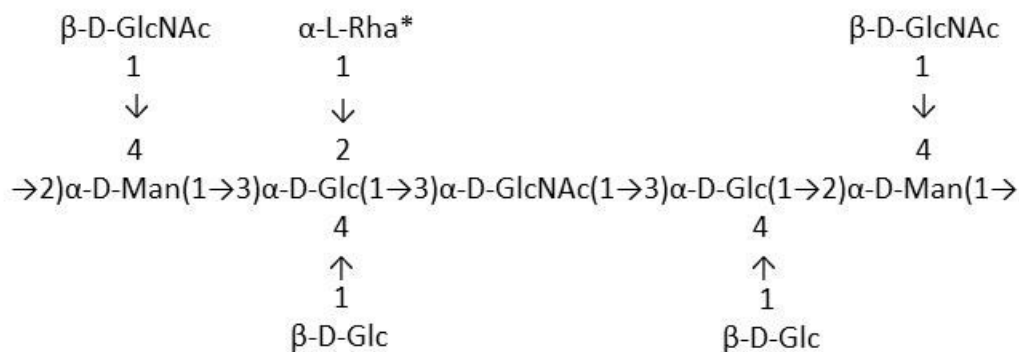 β-D-GlcNAc α-L-Rha* β-D-GlcNAc
1 1 1
↓ ↓ ↓
4 2 4
→2)α-D-Man(1→3)α-D-Glc(1→3)α-D-GlcNAc(1→3)α-D-Glc(1→2)α-D-Man(1→
4 4
↑ ↑
1 1
β-D-Glc β-D-Glc